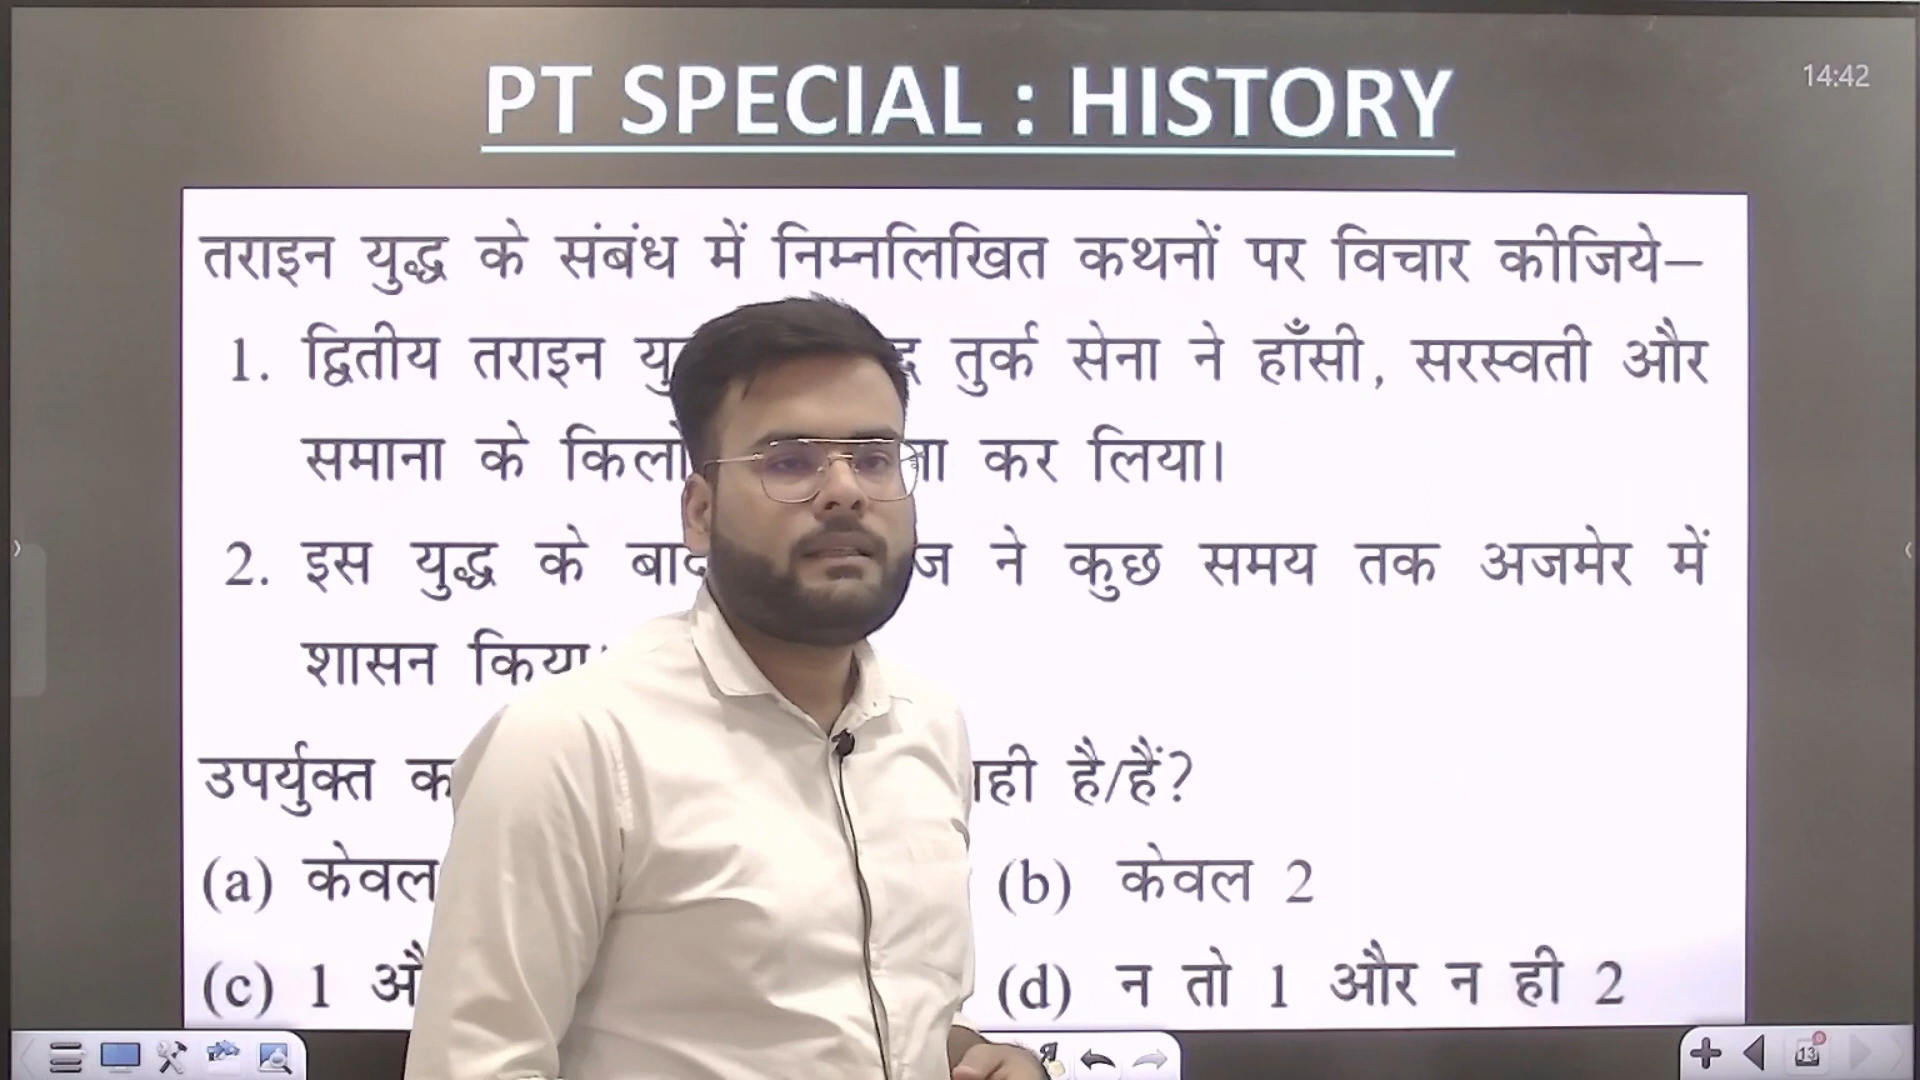 PT SPECIAL : HISTORY
14:42
तराइन युद्ध के संबंध में निम्नलिखित कथनों पर विचार कीजिये–
1. द्वितीय तराइन तुर्क सेना ने हाँसी, सरस्वती और
समाना के कर लिया।
2. इस युद्ध के ने कुछ समय तक अजमेर में
शासन किया
उपर्युक्त है/हैं?
(a) केवल (b) केवल 2
(c) 1 (d) न तो 1 और न ही 2
13